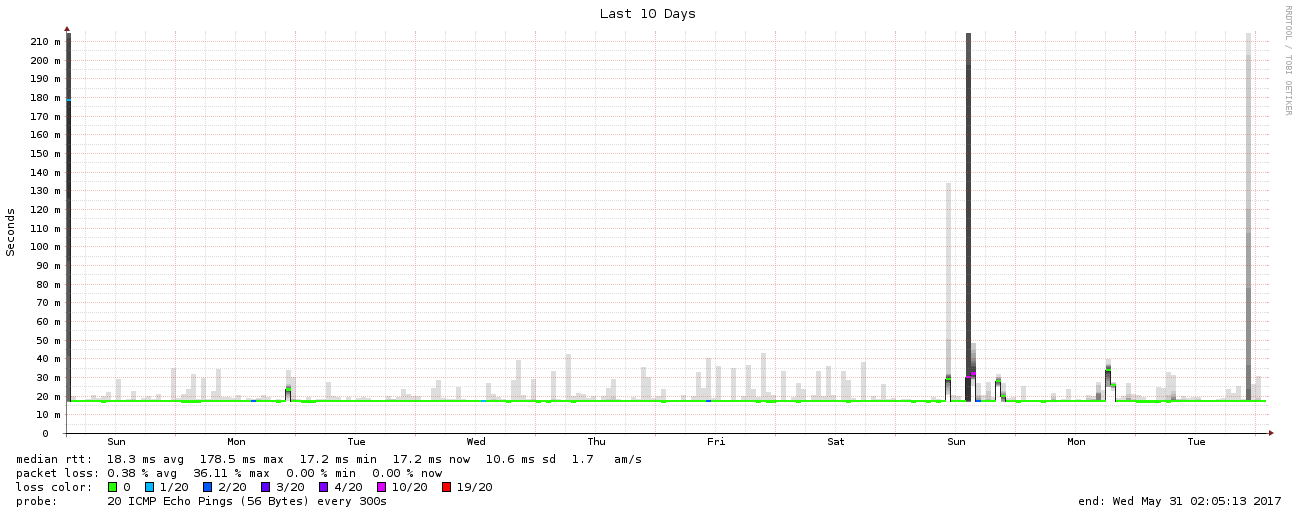 Last 10 Days
RRDTOOL / TOBI OETIKER
Seconds
210 m
200 m
190 m
180 m
170 m
160 m
150 m
140 m
130 m
120 m
110 m
100 m
90 m
80 m
70 m
60 m
50 m
40 m
30 m
20 m
10 m
0
Sun Mon Tue Wed Thu Fri Sat Sun Mon Tue
median rtt: 18.3 ms avg 178.5 ms max 17.2 ms min 17.2 ms now 10.6 ms sd 1.7 am/s
packet loss: 0.38 % avg 36.11 % max 0.00 % min 0.00 % now
loss color: 0 1/20 2/20 3/20 4/20 10/20 19/20
probe: 20 ICMP Echo Pings (56 Bytes) every 300s end: Wed May 31 02:05:13 2017